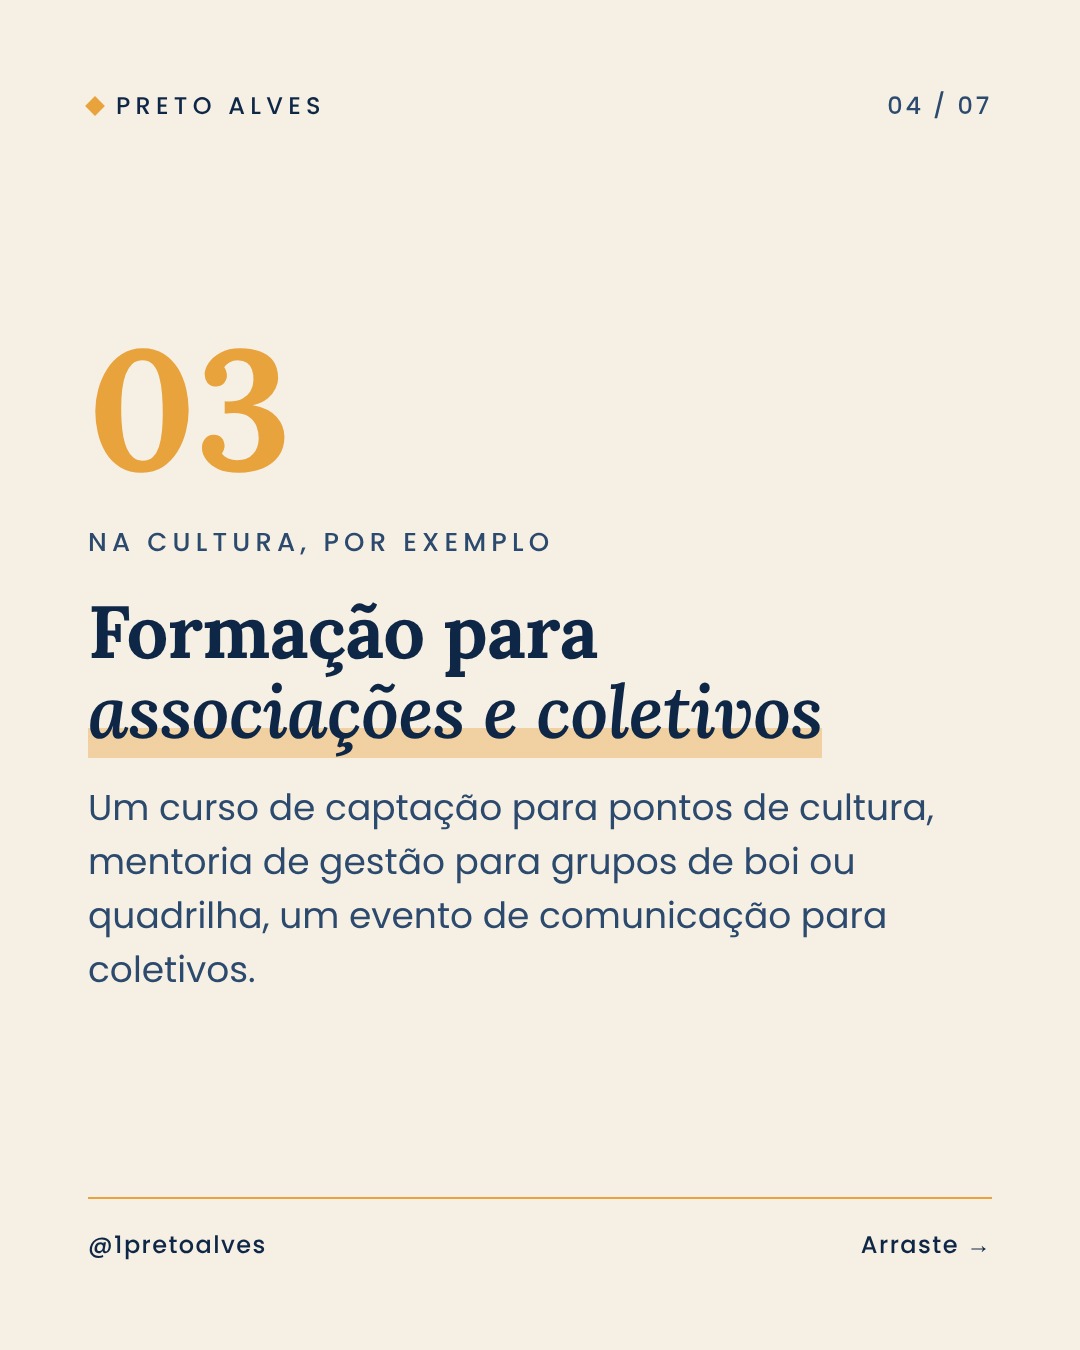 PRETO ALVES
04 / 07
03
NA CULTURA, POR EXEMPLO
Formação para
associações e coletivos
Um curso de captação para pontos de cultura,
mentoria de gestão para grupos de boi ou
quadrilha, um evento de comunicação para
coletivos.
@1pretoalves
Arraste →